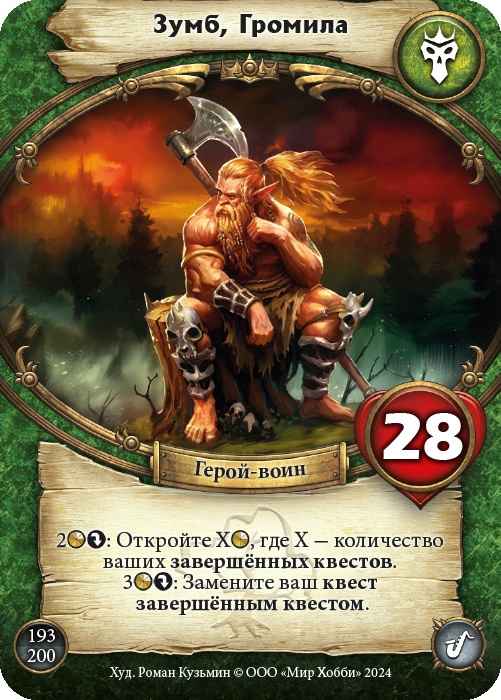 Зумб, Громила
28
Герой-воин
2: Откройте X, где X — количество
ваших завершённых квестов.
3: Замените ваш квест
завершённым квестом.
193
200
Худ. Роман Кузьмин © ООО «Мир Хобби» 2024